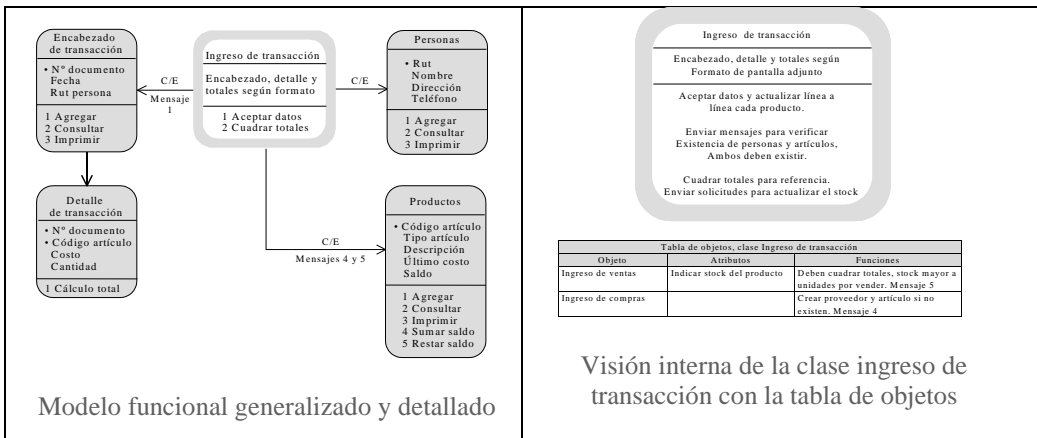 Encabezado
de transacción
• Nº documento
Fecha
Rut persona
1 Agregar
2 Consultar
3 Imprimir
C/E
Mensaje
1
Ingreso de transacción
Encabezado, detalle y
totales según formato
1 Aceptar datos
2 Cuadrar totales
C/E
Personas
• Rut
Nombre
Dirección
Teléfono
1 Agregar
2 Consultar
3 Imprimir
Detalle
de transacción
• Nº documento
• Código artículo
Costo
Cantidad
1 Cálculo total
C/E
Mensajes 4 y 5
Productos
• Código artículo
Tipo artículo
Descripción
Último costo
Saldo
1 Agregar
2 Consultar
3 Imprimir
4 Sumar saldo
5 Restar saldo
Modelo funcional generalizado y detallado
Ingreso de transacción
Encabezado, detalle y totales según
Formato de pantalla adjunto
Aceptar datos y actualizar línea a
línea cada producto.
Enviar mensajes para verificar
Existencia de personas y artículos,
Ambos deben existir.
Cuadrar totales para referencia.
Enviar solicitudes para actualizar el stock
Tabla de objetos, clase Ingreso de transacción
Objeto Atributos Funciones
Ingreso de ventas Indicar stock del producto Deben cuadrar totales, stock mayor a
unidades por vender. Mensaje 5
Ingreso de compras Crear proveedor y artículo si no
existen. Mensaje 4
Visión interna de la clase ingreso de
transacción con la tabla de objetos